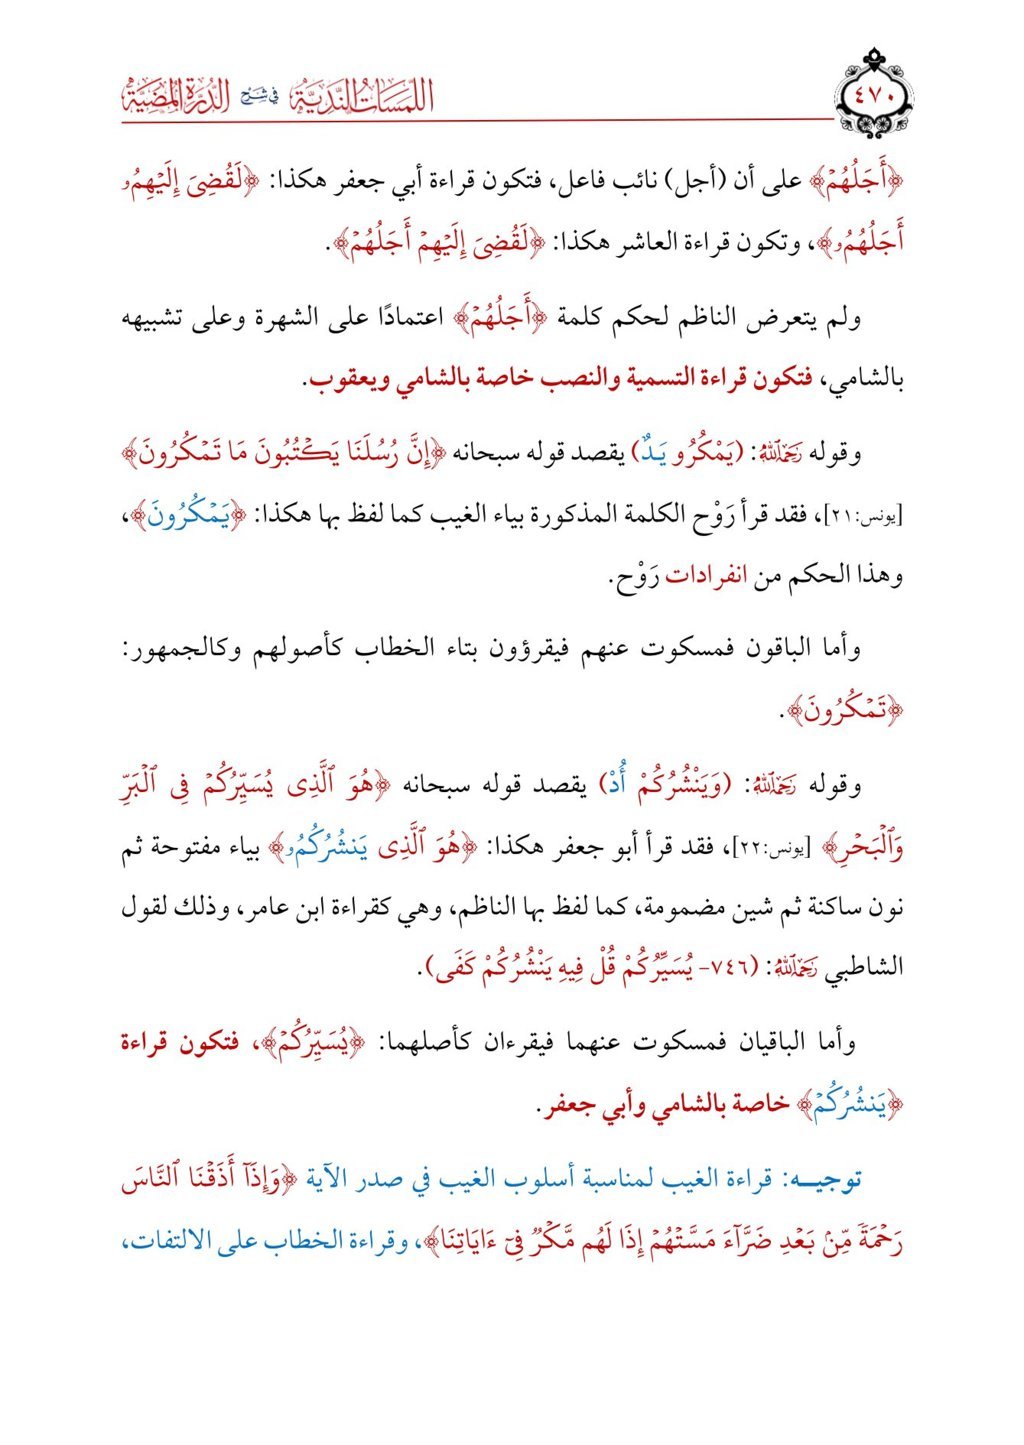 ٤٧٠
اللمسات الندية في شرح الدرة المضية
﴿أَجَلُهُمۡ﴾ على أن (أجل) نائب فاعل، فتكون قراءة أبي جعفر هكذا: ﴿لَقُضِيَ إِلَيۡهِمُۥ
أَجَلُهُمُۥ﴾، وتكون قراءة العاشر هكذا: ﴿لَقُضِيَ إِلَيۡهِمۡ أَجَلُهُمۡ﴾.
ولم يتعرض الناظم لحكم كلمة ﴿أَجَلُهُمۡ﴾ اعتمادًا على الشهرة وعلى تشبيهه
بالشامي، فتكون قراءة التسمية والنصب خاصة بالشامي ويعقوب.
وقوله رَحِمَهُ ٱللَّهُ: (يَمْكُرُو يَـدٌ) يقصد قوله سبحانه ﴿إِنَّ رُسُلَنَا يَكۡتُبُونَ مَا تَمۡكُرُونَ﴾
[يونس:٢١]، فقد قرأ رَوْح الكلمة المذكورة بياء الغيب كما لفظ بها هكذا: ﴿يَمۡكُرُونَ﴾،
وهذا الحكم من انفرادات رَوْح.
وأما الباقون فمسكوت عنهم فيقرؤون بتاء الخطاب كأصولهم وكالجمهور:
﴿تَمۡكُرُونَ﴾.
وقوله رَحِمَهُ ٱللَّهُ: (وَيَنْشُرُكُمْ أُدْ) يقصد قوله سبحانه ﴿هُوَ ٱلَّذِى يُسَيِّرُكُمۡ فِى ٱلۡبَرِّ
وَٱلۡبَحۡرِ﴾ [يونس:٢٢]، فقد قرأ أبو جعفر هكذا: ﴿هُوَ ٱلَّذِى يَنشُرُكُمُۥ﴾ بياء مفتوحة ثم
نون ساكنة ثم شين مضمومة، كما لفظ بها الناظم، وهي كقراءة ابن عامر، وذلك لقول
الشاطبي رَحِمَهُ ٱللَّهُ: (٧٤٦- يُسَيِّرُكُمْ قُلْ فِيهِ يَنْشُرُكُمْ كَفَى).
وأما الباقيان فمسكوت عنهما فيقرءان كأصلهما: ﴿يُسَيِّرُكُمۡ﴾، فتكون قراءة
﴿يَنشُرُكُمۡ﴾ خاصة بالشامي وأبي جعفر.
توجيـــه: قراءة الغيب لمناسبة أسلوب الغيب في صدر الآية ﴿وَإِذَآ أَذَقۡنَا ٱلنَّاسَ
رَحۡمَةٗ مِّنۢ بَعۡدِ ضَرَّآءَ مَسَّتۡهُمۡ إِذَا لَهُم مَّكۡرٞ فِىٓ ءَايَاتِنَا﴾، وقراءة الخطاب على الالتفات،